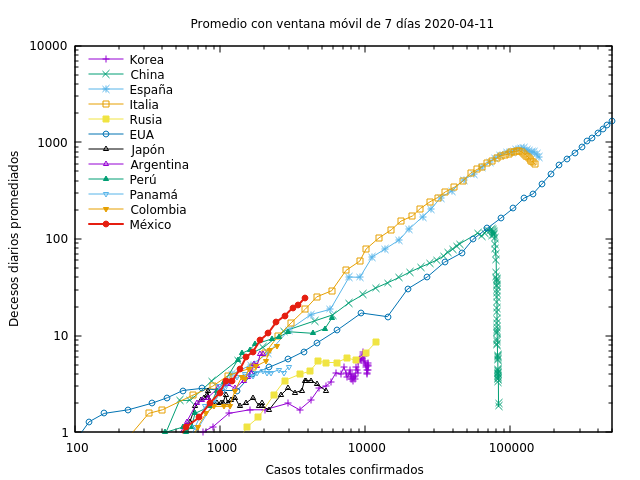 Promedio con ventana móvil de 7 días 2020-04-11
Decesos diarios promediados
10000
1000
100
10
1
Korea
China
España
Italia
Rusia
EUA
Japón
Argentina
Perú
Panamá
Colombia
México
100 1000 10000 100000
Casos totales confirmados